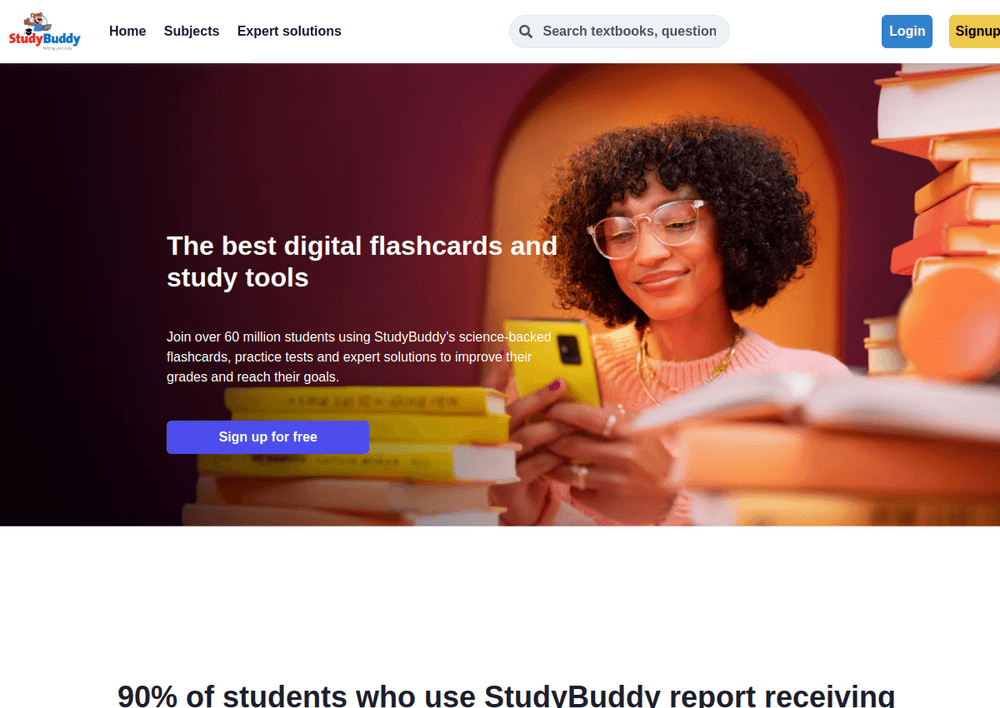 StudyBuddy
Home
Subjects
Expert solutions
Search textbooks, question
Login
Signup
The best digital flashcards and
study tools
Join over 60 million students using StudyBuddy's science-backed
flashcards, practice tests and expert solutions to improve their
grades and reach their goals.
Sign up for free
90% of students who use StudyBuddy report receiving